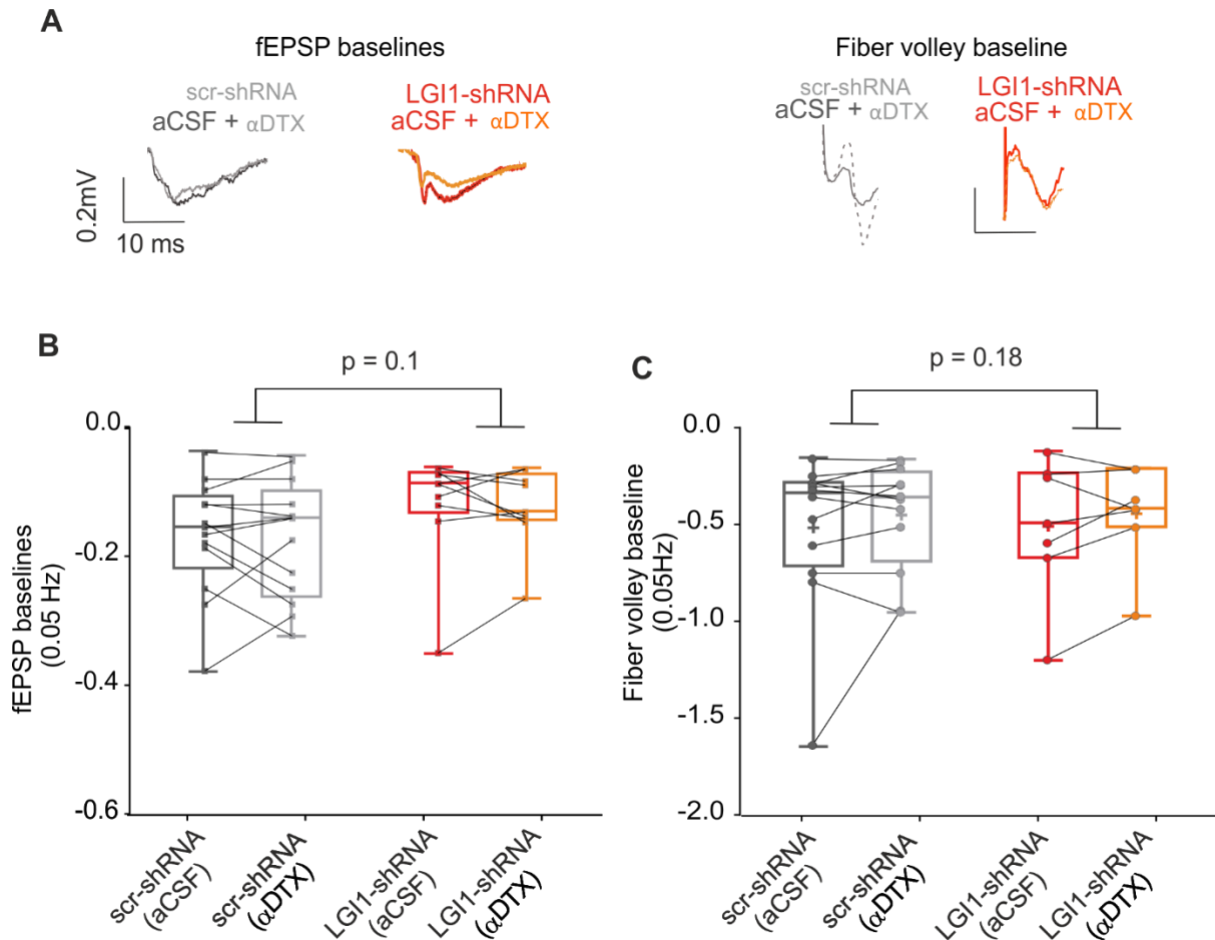 A
fEPSP baselines
Fiber volley baseline
scr-shRNA
aCSF + αDTX
LGI1-shRNA
aCSF + αDTX
scr-shRNA
aCSF + αDTX
LGI1-shRNA
aCSF + αDTX
0.2mV
10 ms
B
p = 0.1
0.0
-0.2
-0.4
-0.6
fEPSP baselines
(0.05 Hz)
scr-shRNA
(aCSF)
scr-shRNA
(αDTX)
LGI1-shRNA
(aCSF)
LGI1-shRNA
(αDTX)
C
p = 0.18
0.0
-0.5
-1.0
-1.5
-2.0
Fiber volley baseline
(0.05Hz)
scr-shRNA
(aCSF)
scr-shRNA
(αDTX)
LGI1-shRNA
(aCSF)
LGI1-shRNA
(αDTX)